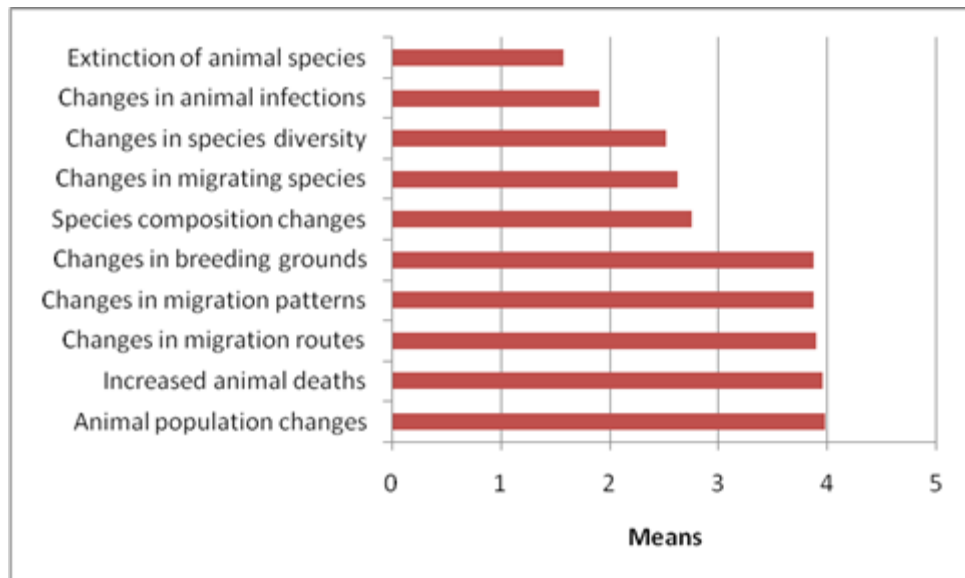 Extinction of animal species
Changes in animal infections
Changes in species diversity
Changes in migrating species
Species composition changes
Changes in breeding grounds
Changes in migration patterns
Changes in migration routes
Increased animal deaths
Animal population changes
0 1 2 3 4 5
Means